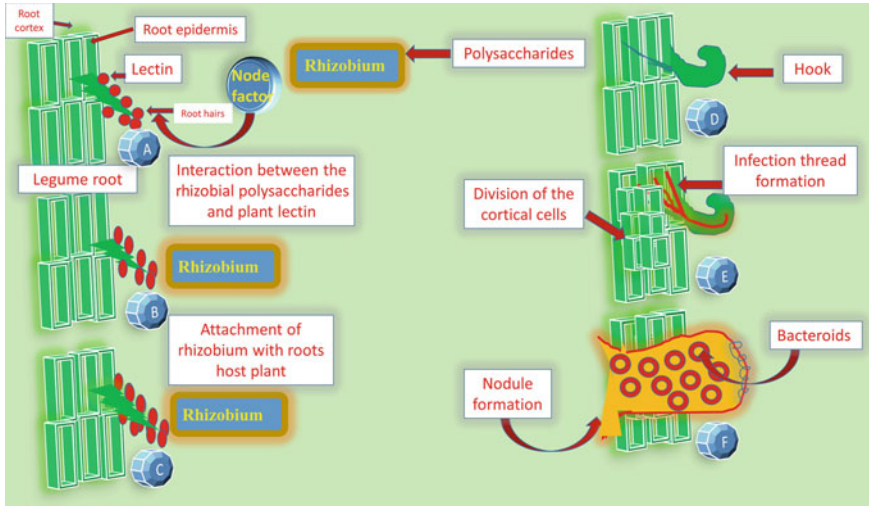 Root
cortex
Root epidermis
Lectin
Node
factor
Rhizobium
Polysaccharides
Root hairs
A
Legume root
Interaction between the
rhizobial polysaccharides
and plant lectin
Rhizobium
B
Attachment of
rhizobium with roots
host plant
Rhizobium
C
Hook
D
Infection thread
formation
Division of the
cortical cells
E
Bacteroids
Nodule
formation
F